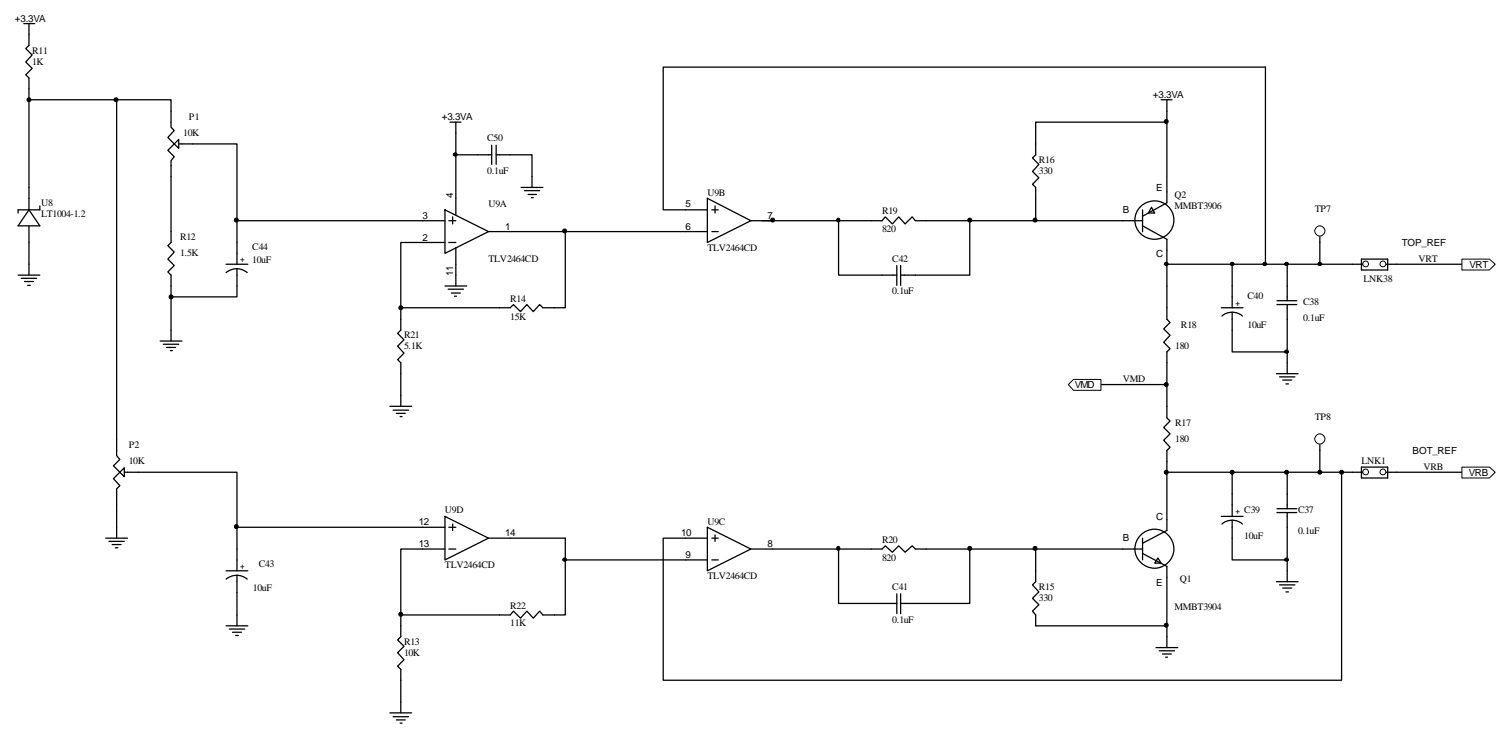 +3.3VA
R11
1K
P1
10K
U8
LT1004-1.2
R12
1.5K
C44
10uF
+
+3.3VA
C50
0.1uF
4
U9A
3
2
1
+
−
11
TLV2464CD
R14
15K
R21
5.1K
U9B
5
6
7
+
−
TLV2464CD
R19
820
C42
0.1uF
+3.3VA
R16
330
E
Q2
MMBT3906
B
C
TP7
TOP_REF
VRT
VRT
LNK38
C40
+
10uF
C38
0.1uF
R18
180
VMD
VMD
R17
180
P2
10K
C43
+
10uF
U9D
12
13
14
+
−
TLV2464CD
R22
11K
R13
10K
U9C
10
9
8
+
−
TLV2464CD
R20
820
C41
0.1uF
R15
330
C
B
E
Q1
MMBT3904
TP8
BOT_REF
LNK1
VRB
VRB
C39
+
10uF
C37
0.1uF